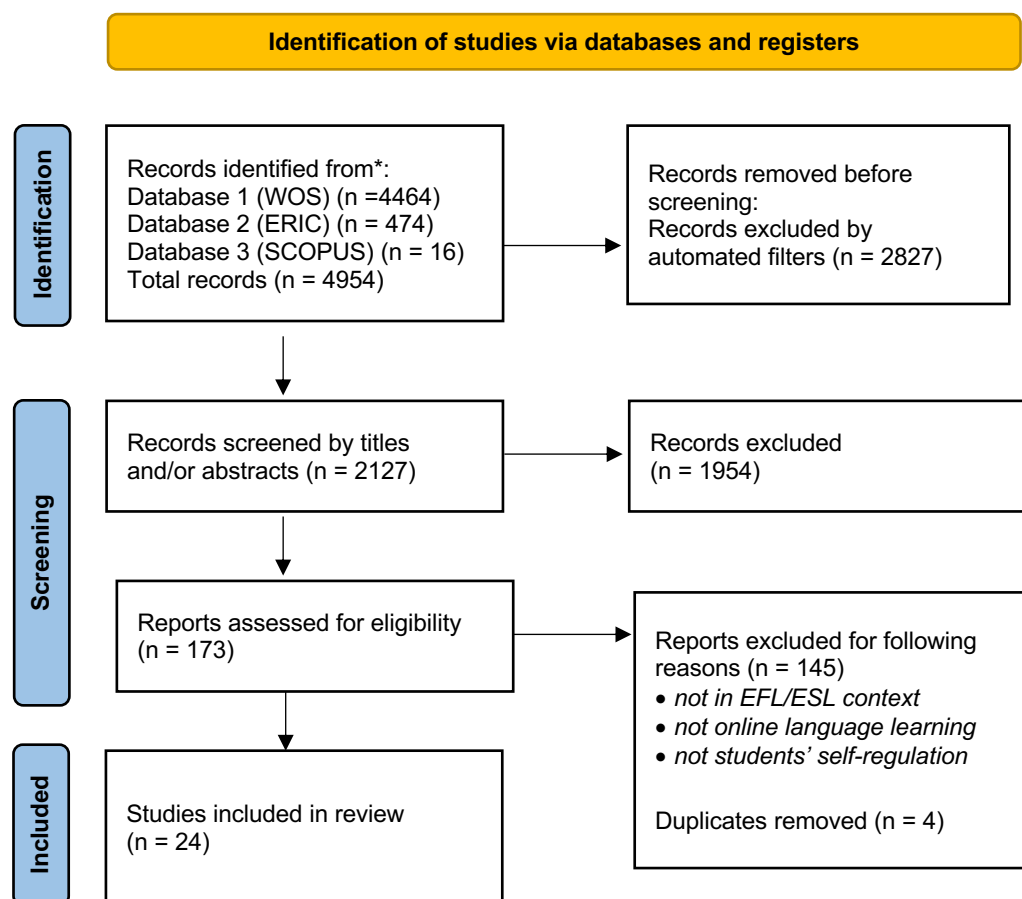 Identification of studies via databases and registers
Identification
Records identified from*:
Database 1 (WOS) (n =4464)
Database 2 (ERIC) (n = 474)
Database 3 (SCOPUS) (n = 16)
Total records (n = 4954)
Records removed before
screening:
Records excluded by
automated filters (n = 2827)
Screening
Records screened by titles
and/or abstracts (n = 2127)
Records excluded
(n = 1954)
Reports assessed for eligibility
(n = 173)
Reports excluded for following
reasons (n = 145)
• not in EFL/ESL context
• not online language learning
• not students’ self-regulation
Duplicates removed (n = 4)
Included
Studies included in review
(n = 24)